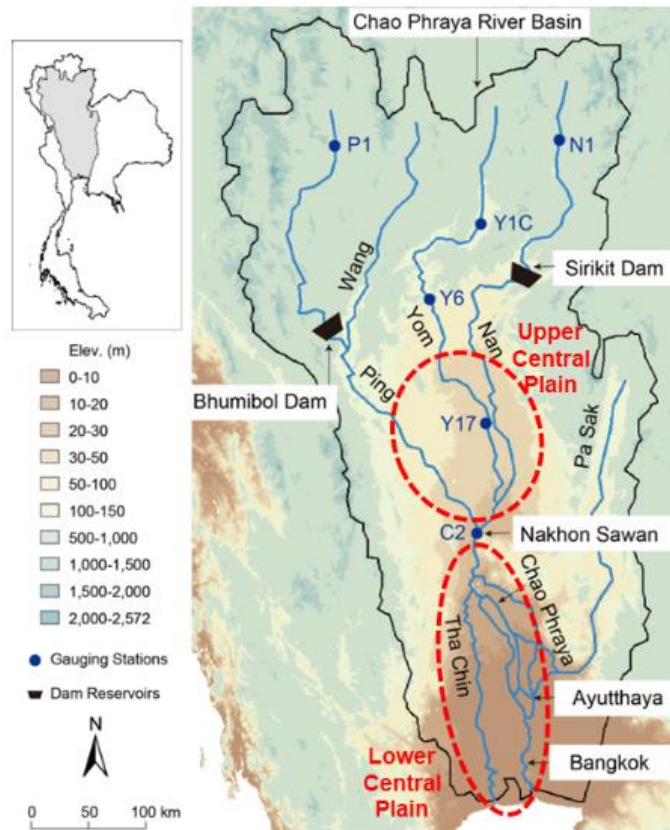 Chao Phraya River Basin
P1
N1
Wang
Y1C
Sirikit Dam
Y6
Yom
Nan
Upper
Central
Plain
Bhumibol Dam
Ping
Y17
Pa Sak
C2
Nakhon Sawan
Chao Phraya
Tha Chin
Ayutthaya
Lower
Central
Plain
Bangkok
Elev. (m)
0-10
10-20
20-30
30-50
50-100
100-150
500-1,000
1,000-1,500
1,500-2,000
2,000-2,572
Gauging Stations
Dam Reservoirs
N
0 50 100 km